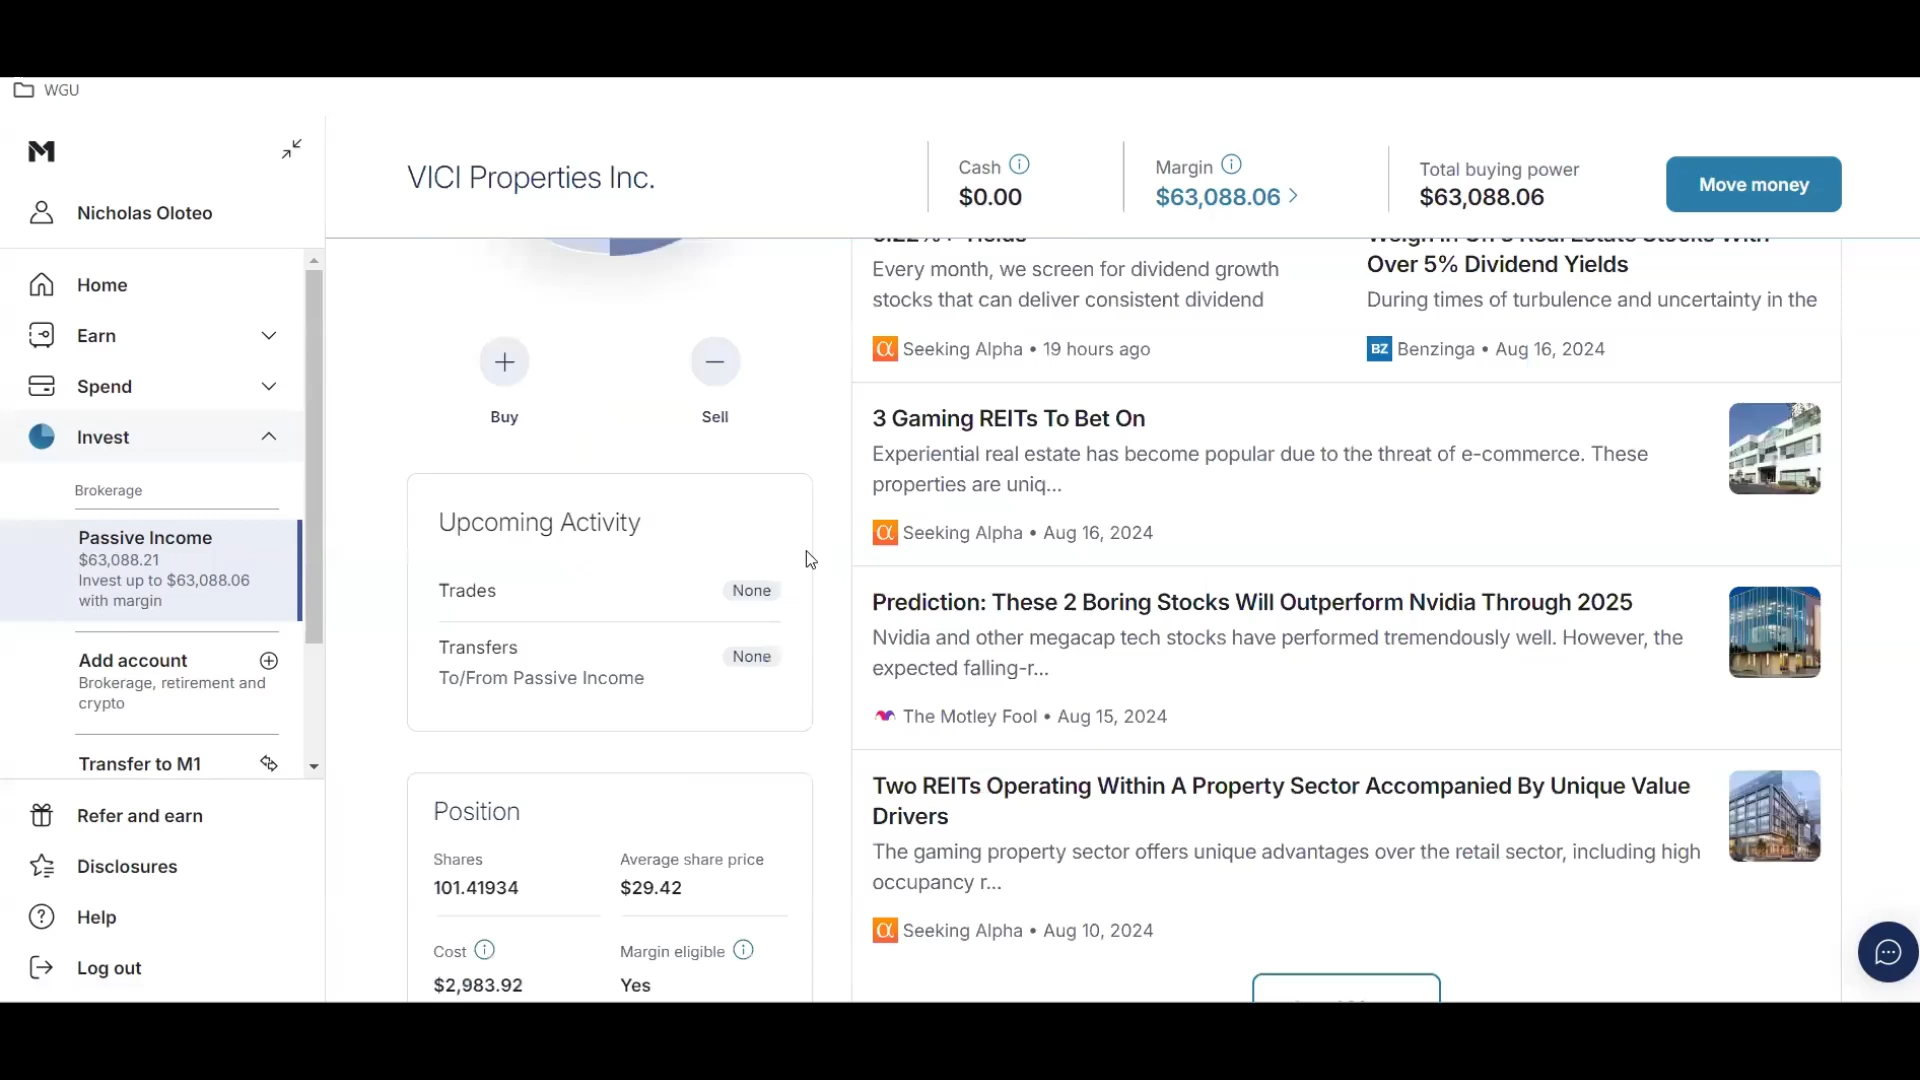 WGU
Nicholas Oloteo
Home
Earn
Spend
Invest
Brokerage
Passive Income
$63,088.21
Invest up to $63,088.06
with margin
Add account
Brokerage, retirement and
crypto
Transfer to M1
Refer and earn
Disclosures
Help
Log out
VICI Properties Inc.
Cash
$0.00
Margin
$63,088.06
Total buying power
$63,088.06
Move money
Buy
Sell
Upcoming Activity
Trades
None
Transfers
To/From Passive Income
None
Position
Shares
101.41934
Average share price
$29.42
Cost
$2,983.92
Margin eligible
Yes
Every month, we screen for dividend growth
stocks that can deliver consistent dividend
Seeking Alpha • 19 hours ago
Weigh In On 3 Real Estate Stocks With
Over 5% Dividend Yields
During times of turbulence and uncertainty in the
BZ Benzinga • Aug 16, 2024
3 Gaming REITs To Bet On
Experiential real estate has become popular due to the threat of e-commerce. These
properties are uniq...
Seeking Alpha • Aug 16, 2024
Prediction: These 2 Boring Stocks Will Outperform Nvidia Through 2025
Nvidia and other megacap tech stocks have performed tremendously well. However, the
expected falling-r...
The Motley Fool • Aug 15, 2024
Two REITs Operating Within A Property Sector Accompanied By Unique Value
Drivers
The gaming property sector offers unique advantages over the retail sector, including high
occupancy r...
Seeking Alpha • Aug 10, 2024